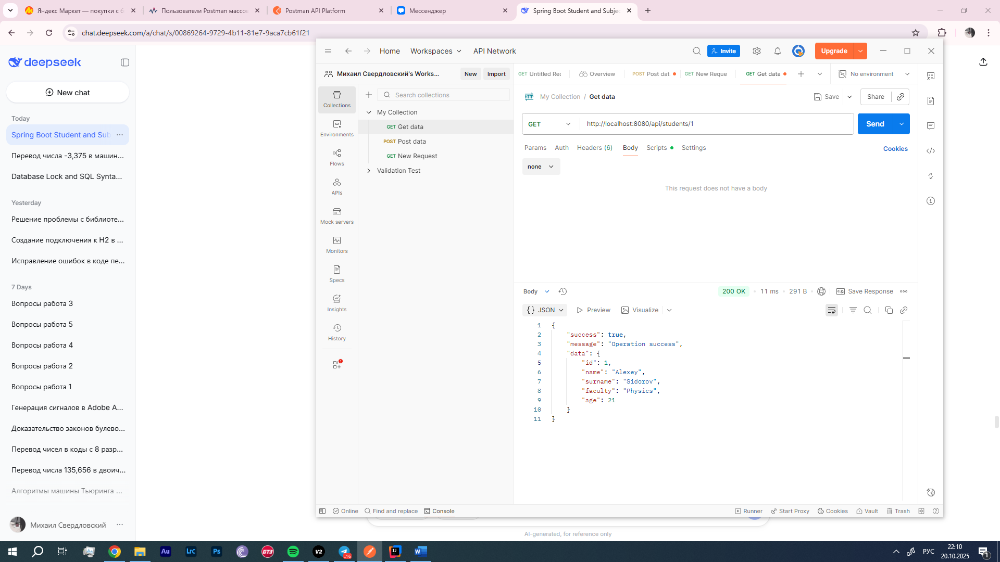 Яндекс Маркет — покупки с б
Пользователи Postman массов
Postman API Platform
Мессенджер
Spring Boot Student and Subje
chat.deepseek.com/a/chat/s/00869264-9729-4b11-81e7-9aca7cb61f21
deepseek
New chat
Today
Spring Boot Student and Sub
Перевод числа -3,375 в машин...
Database Lock and SQL Synta...
Yesterday
Решение проблемы с библиоте...
Создание подключения к H2 в ...
Исправление ошибок в коде пе...
7 Days
Вопросы работа 3
Вопросы работа 5
Вопросы работа 4
Вопросы работа 2
Вопросы работа 1
Генерация сигналов в Adobe A...
Доказательство законов булево...
Перевод чисел в коды с 8 разр...
Перевод числа 135,656 в двоич...
Алгоритмы машины Тьюринга ...
Михаил Свердловский
Home Workspaces API Network
Invite
Upgrade
Михаил Свердловский's Works...
New Import
GET Untitled Rec
Overview
POST Post dat
GET New Reque
GET Get data
No environment
Collections
Environments
Flows
APIs
Mock servers
Monitors
Specs
Insights
History
Search collections
My Collection
GET Get data
POST Post data
GET New Request
Validation Test
HTTP My Collection / Get data
Save Share
GET http://localhost:8080/api/students/1 Send
Params Auth Headers (6) Body Scripts Settings Cookies
none
This request does not have a body
Body 200 OK 11 ms 291 B e.g. Save Response
{} JSON Preview Visualize
1 {
2 "success": true,
3 "message": "Operation success",
4 "data": {
5 "id": 1,
6 "name": "Alexey",
7 "surname": "Sidorov",
8 "faculty": "Physics",
9 "age": 21
10 }
11 }
Online Find and replace Console Runner Start Proxy Cookies Vault Trash
AI-generated, for reference only
Au Lrc Ps GT3 V2 16 IJ W
РУС
22:10
20.10.2025
1